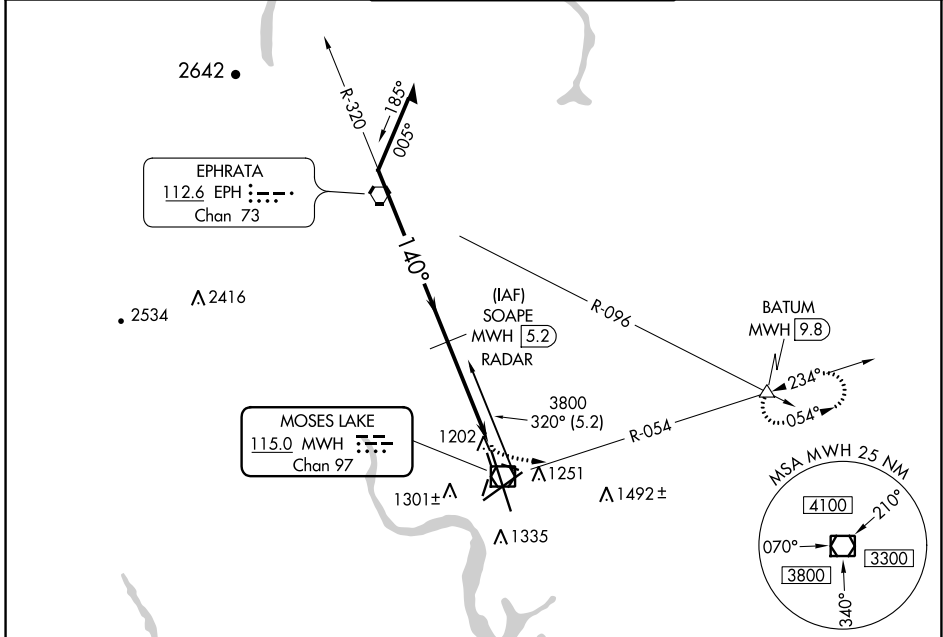 2642
R-320
185°
005°
EPHRATA
112.6 EPH
Chan 73
140°
2416
2534
(IAF)
SOAPE
MWH 5.2
RADAR
R-096
BATUM
MWH 9.8
234°
054°
3800
320° (5.2)
R-054
MOSES LAKE
115.0 MWH
Chan 97
1202
1251
1301±
1492±
1335
MSA MWH 25 NM
4100
210°
070°
3300
3800
340°